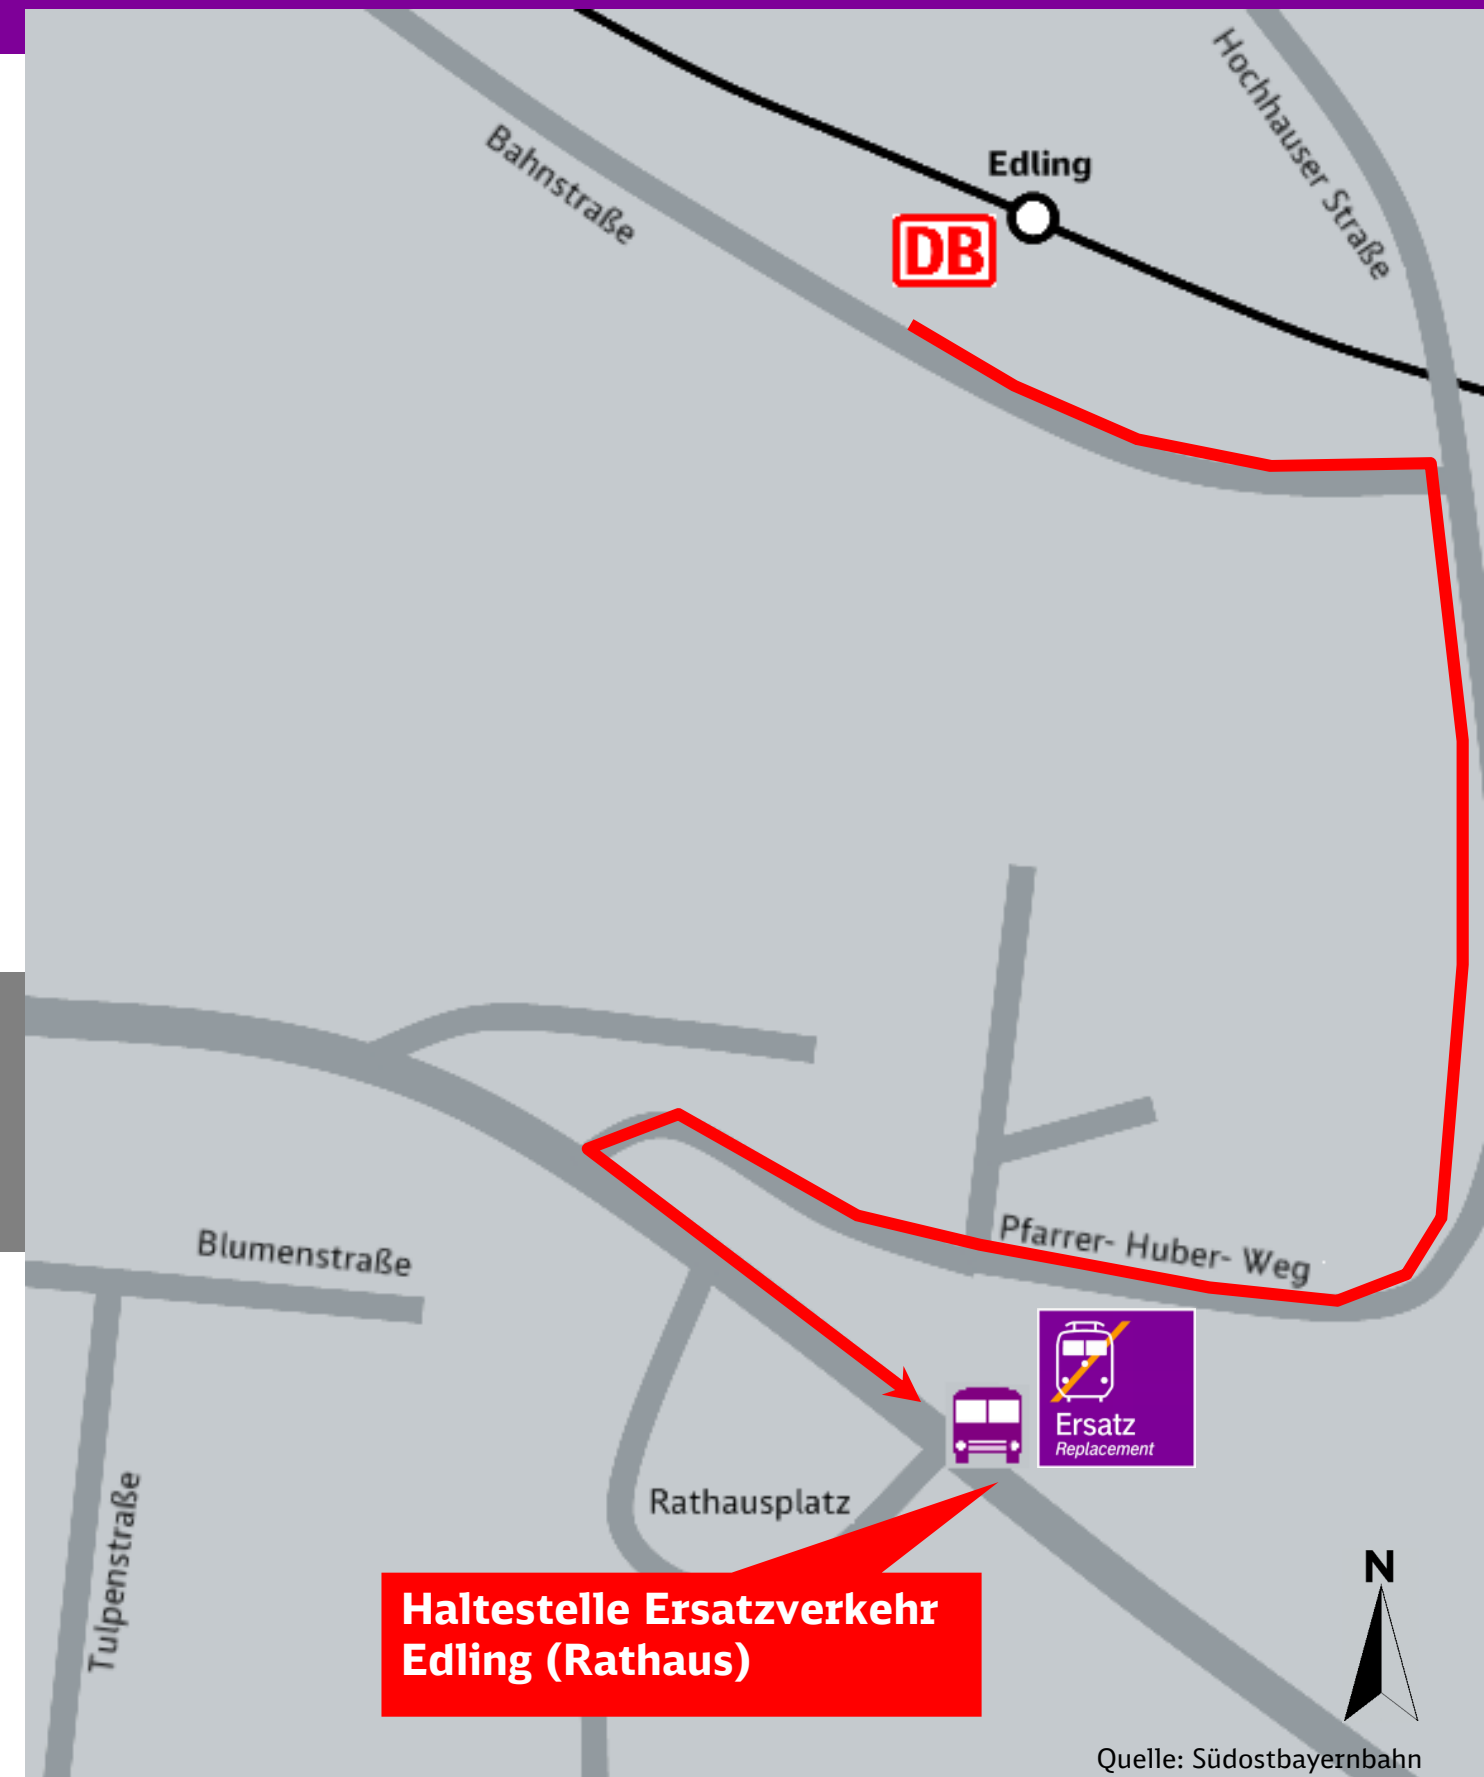 Hochhauser Straße
Bahnstraße
Edling
DB
Pfarrer- Huber- Weg
Blumenstraße
Ersatz
Replacement
Rathausplatz
Tulpenstraße
Haltestelle Ersatzverkehr
Edling (Rathaus)
N
Quelle: Südostbayernbahn